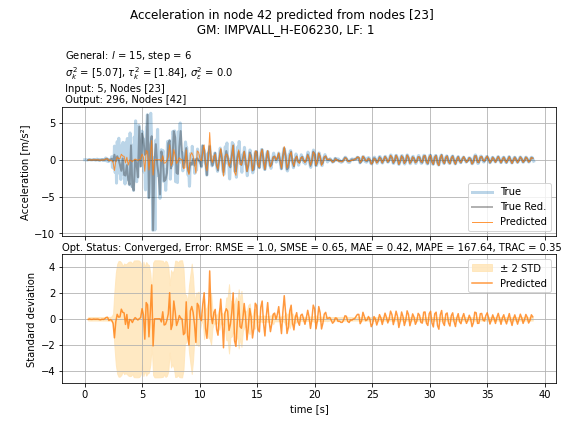 Acceleration in node 42 predicted from nodes [23]
GM: IMPVALL_H-E06230, LF: 1
General: l = 15, step = 6
σ²ₖ = [5.07], τ²ₖ = [1.84], σ²ε = 0.0
Input: 5, Nodes [23]
Output: 296, Nodes [42]
Acceleration [m/s²]
5
0
−5
−10
True
True Red.
Predicted
Opt. Status: Converged, Error: RMSE = 1.0, SMSE = 0.65, MAE = 0.42, MAPE = 167.64, TRAC = 0.35
Standard deviation
4
2
0
−2
−4
± 2 STD
Predicted
0 5 10 15 20 25 30 35 40
time [s]